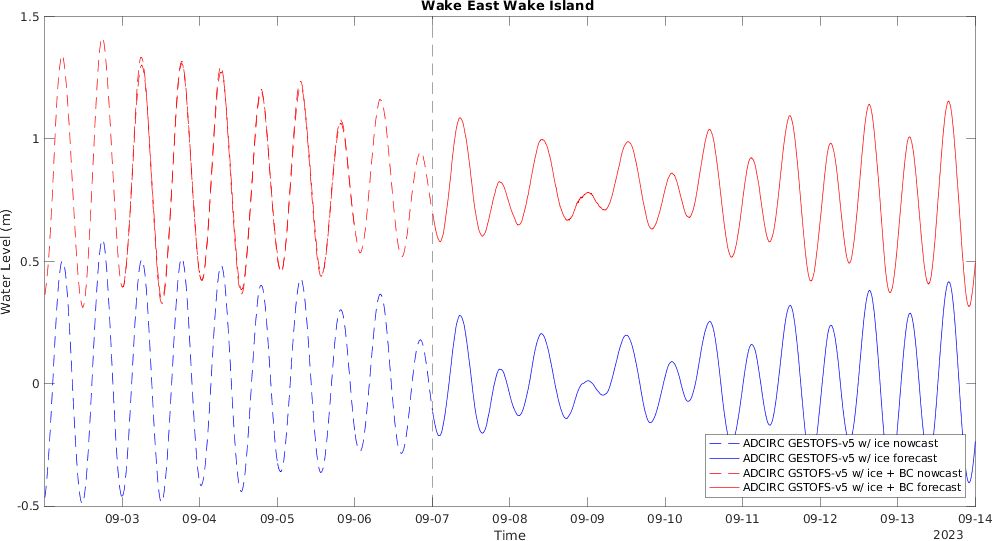 Wake East Wake Island
1.5
1
0.5
0
-0.5
Water Level (m)
ADCIRC GESTOFS-v5 w/ ice nowcast
ADCIRC GESTOFS-v5 w/ ice forecast
ADCIRC GSTOFS-v5 w/ ice + BC nowcast
ADCIRC GSTOFS-v5 w/ ice + BC forecast
09-03 09-04 09-05 09-06 09-07 09-08 09-09 09-10 09-11 09-12 09-13 09-14
Time
2023